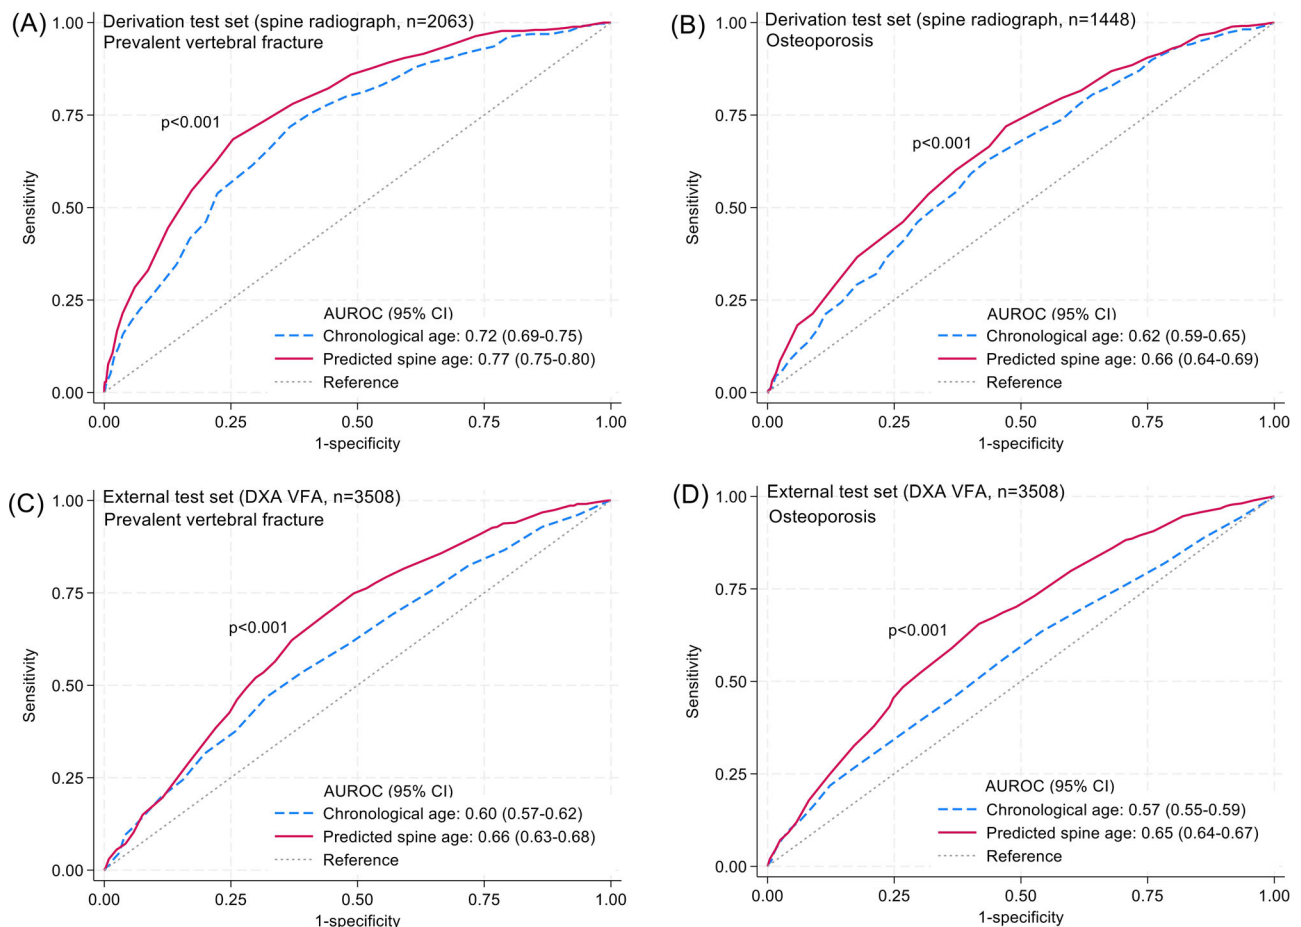 (A)
Derivation test set (spine radiograph, n=2063)
Prevalent vertebral fracture
1.00
0.75
0.50
0.25
0.00
Sensitivity
p<0.001
AUROC (95% CI)
Chronological age: 0.72 (0.69-0.75)
Predicted spine age: 0.77 (0.75-0.80)
Reference
0.00 0.25 0.50 0.75 1.00
1-specificity
(B)
Derivation test set (spine radiograph, n=1448)
Osteoporosis
1.00
0.75
0.50
0.25
0.00
Sensitivity
p<0.001
AUROC (95% CI)
Chronological age: 0.62 (0.59-0.65)
Predicted spine age: 0.66 (0.64-0.69)
Reference
0.00 0.25 0.50 0.75 1.00
1-specificity
(C)
External test set (DXA VFA, n=3508)
Prevalent vertebral fracture
1.00
0.75
0.50
0.25
0.00
Sensitivity
p<0.001
AUROC (95% CI)
Chronological age: 0.60 (0.57-0.62)
Predicted spine age: 0.66 (0.63-0.68)
Reference
0.00 0.25 0.50 0.75 1.00
1-specificity
(D)
External test set (DXA VFA, n=3508)
Osteoporosis
1.00
0.75
0.50
0.25
0.00
Sensitivity
p<0.001
AUROC (95% CI)
Chronological age: 0.57 (0.55-0.59)
Predicted spine age: 0.65 (0.64-0.67)
Reference
0.00 0.25 0.50 0.75 1.00
1-specificity